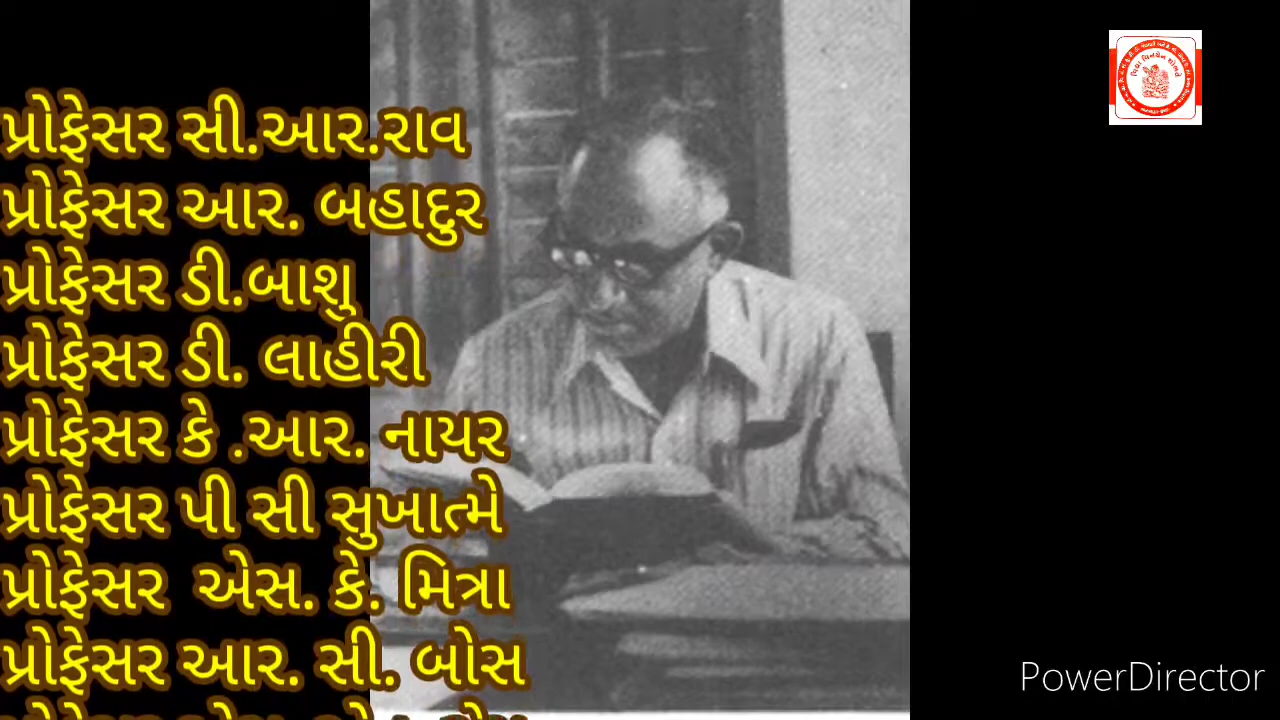 પ્રોફેસર સી.આર.રાવ
પ્રોફેસર આર. બહાદુર
પ્રોફેસર ડી.બાશુ
પ્રોફેસર ડી. લાહીરી
પ્રોફેસર કે .આર. નાયર
પ્રોફેસર પી સી સુખાત્મે
પ્રોફેસર એસ. કે. મિત્રા
પ્રોફેસર આર. સી. બોસ
PowerDirector